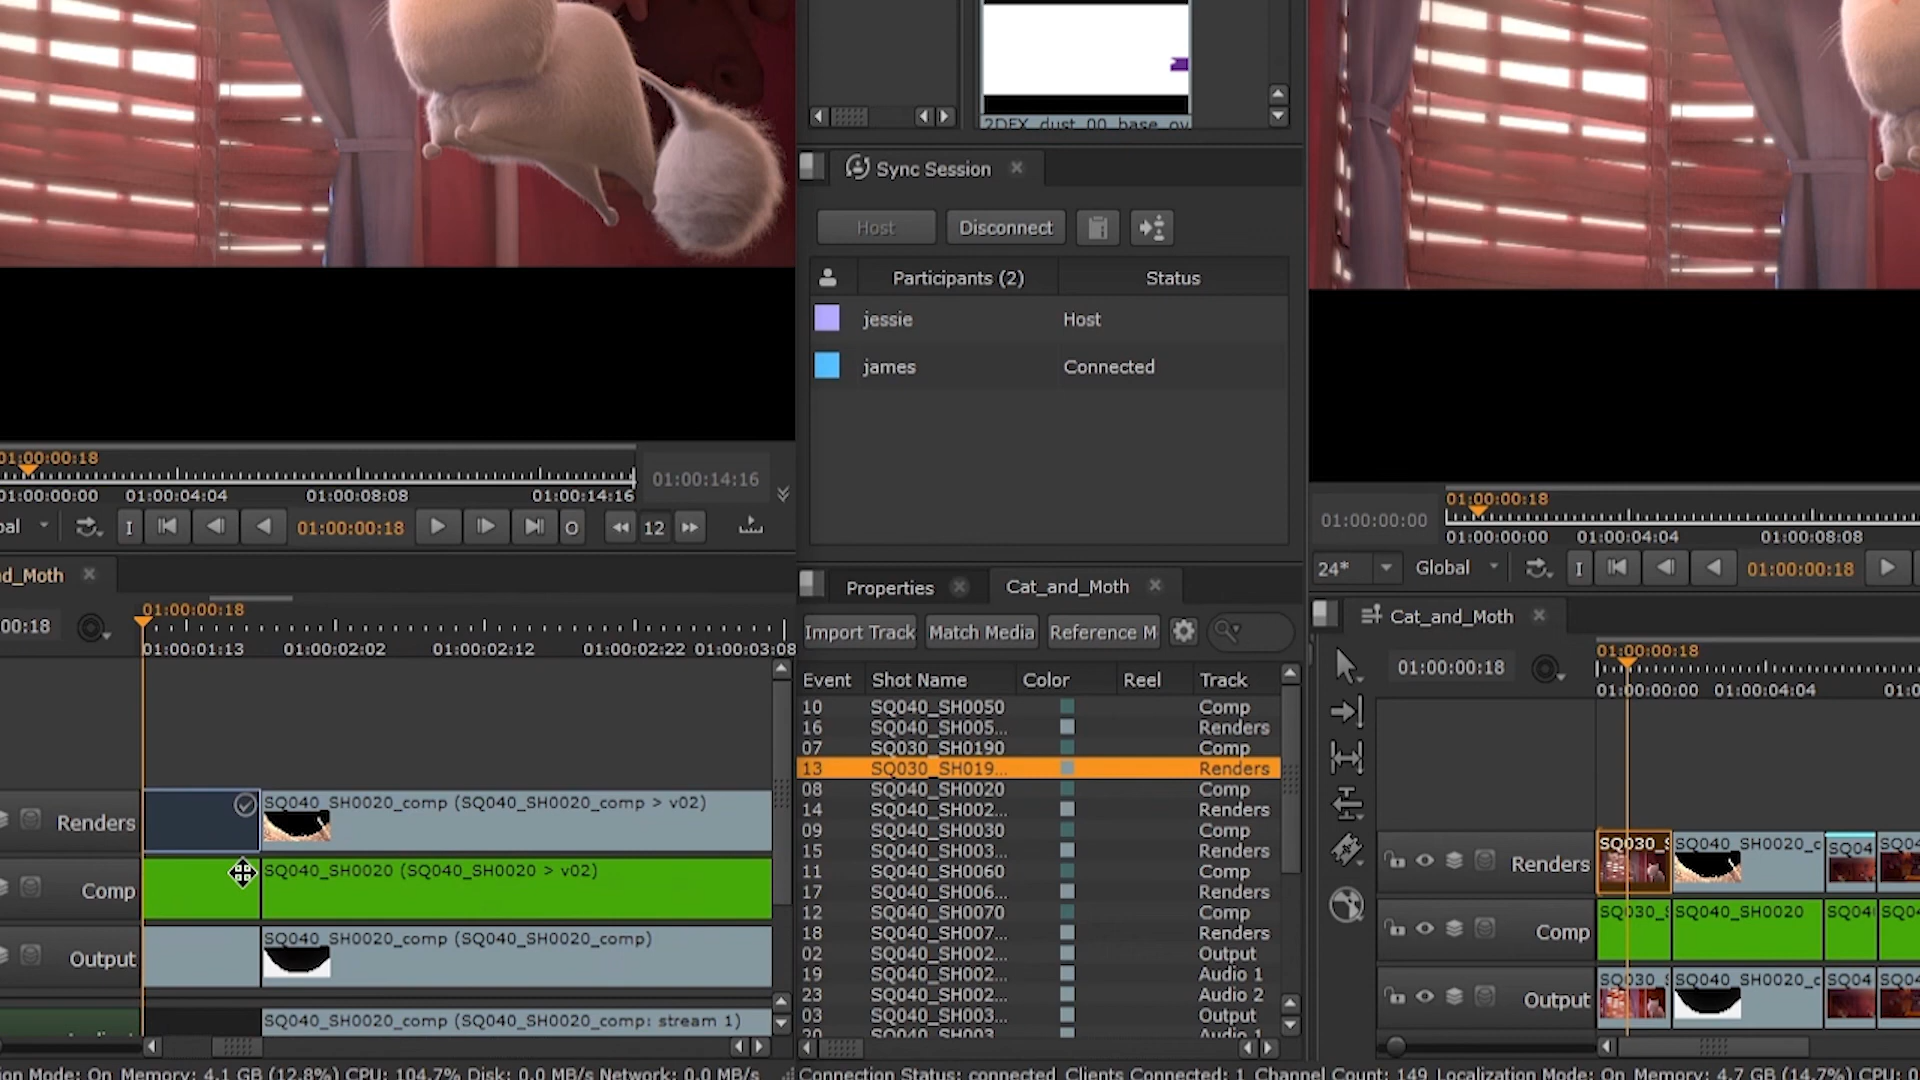 01:00:00:18
01:00:00:00 01:00:04:04 01:00:08:08 01:00:14:16
01:00:14:16
I 01:00:00:18 O 12
d_Moth
00:18
01:00:00:18
01:00:01:13 01:00:02:02 01:00:02:12 01:00:02:22 01:00:03:08
Renders
SQ040_SH0020_comp (SQ040_SH0020_comp > v02)
Comp
SQ040_SH0020 (SQ040_SH0020 > v02)
Output
SQ040_SH0020_comp (SQ040_SH0020_comp)
SQ040_SH0020_comp (SQ040_SH0020_comp: stream 1)
Mode: On Memory: 4.1 GB (12.8%) CPU: 104.7% Disk: 0.0 MB/s Network: 0.0 MB/s
2DFX_dust_00_base_ov
Sync Session
Host Disconnect
Participants (2) Status
jessie Host
james Connected
Properties Cat_and_Moth
Import Track Match Media Reference M
Event Shot Name Color Reel Track
10 SQ040_SH0050 Comp
16 SQ040_SH005... Renders
07 SQ030_SH0190 Comp
13 SQ030_SH019... Renders
08 SQ040_SH0020 Comp
14 SQ040_SH002... Renders
09 SQ040_SH0030 Comp
15 SQ040_SH003... Renders
11 SQ040_SH0060 Comp
17 SQ040_SH006... Renders
12 SQ040_SH0070 Comp
18 SQ040_SH007... Renders
02 SQ040_SH002... Output
19 SQ040_SH002... Audio 1
23 SQ040_SH002... Audio 2
03 SQ040_SH003... Output
20 SQ040_SH003... Audio 1
Connection Status: connected Clients Connected: 1 Channel Count: 149 Localization Mode: On Memory: 4.7 GB (14.7%) CPU:
01:00:00:00
01:00:00:18
01:00:00:00 01:00:04:04 01:00:08:08
24* Global I 01:00:00:18
Cat_and_Moth
01:00:00:18
01:00:00:18
01:00:00:00 01:00:04:04
Renders
SQ030_S SQ040_SH0020_c SQ04
Comp
SQ030_S SQ040_SH0020
Output
SQ030_S SQ040_SH0020_c SQ04